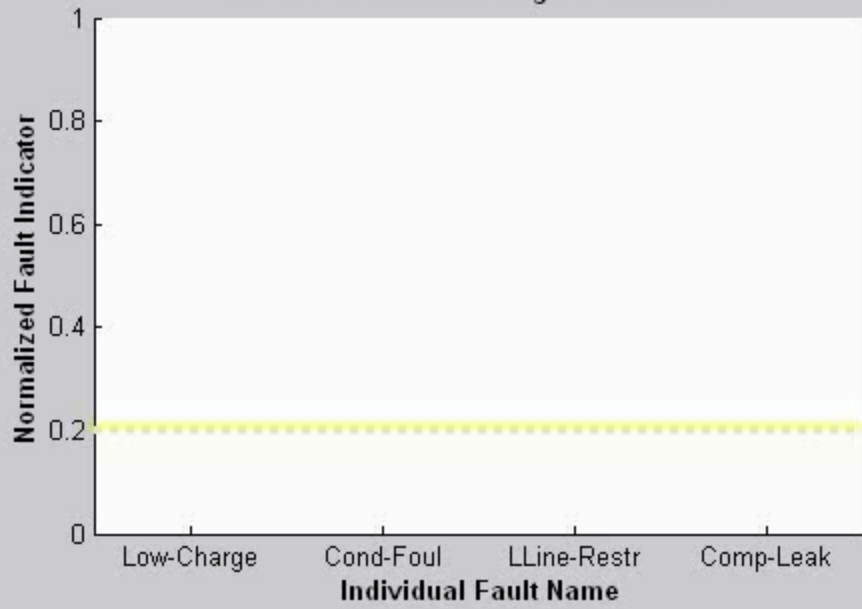 1
0.8
0.6
0.4
0.2
0
Normalized Fault Indicator
Low-Charge Cond-Foul LLine-Restr Comp-Leak
Individual Fault Name